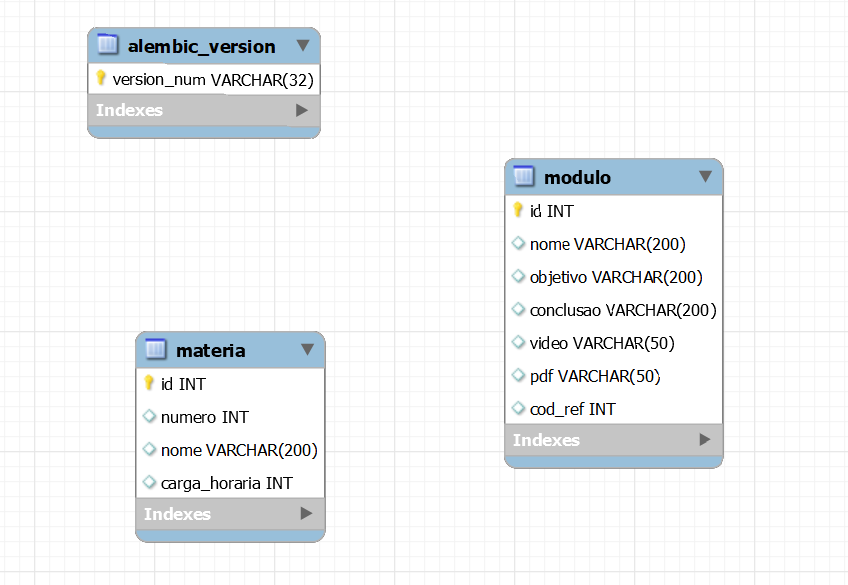 alembic_version
version_num VARCHAR(32)
Indexes
modulo
id INT
nome VARCHAR(200)
objetivo VARCHAR(200)
conclusao VARCHAR(200)
video VARCHAR(50)
pdf VARCHAR(50)
cod_ref INT
Indexes
materia
id INT
numero INT
nome VARCHAR(200)
carga_horaria INT
Indexes